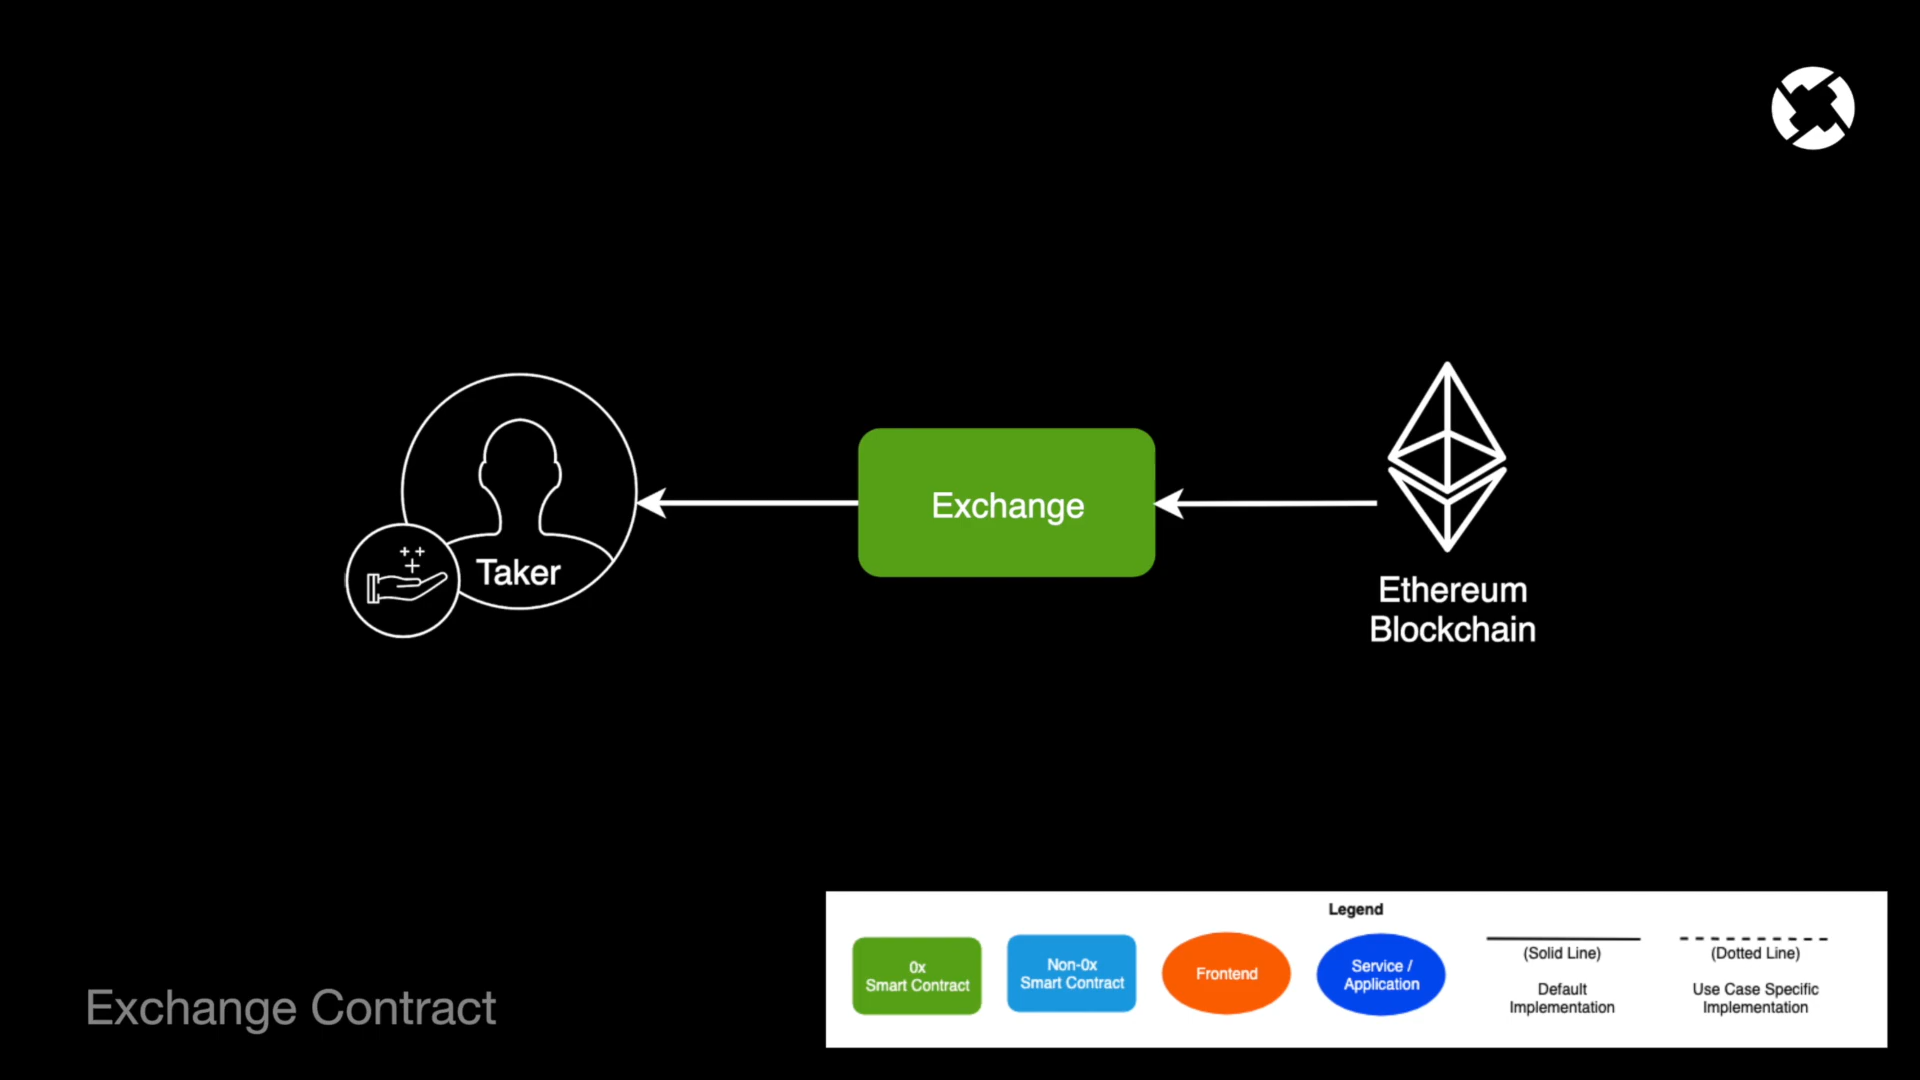 Taker
Exchange
Ethereum
Blockchain
Exchange Contract
Legend
0x
Smart Contract
Non-0x
Smart Contract
Frontend
Service /
Application
(Solid Line)
Default
Implementation
(Dotted Line)
Use Case Specific
Implementation